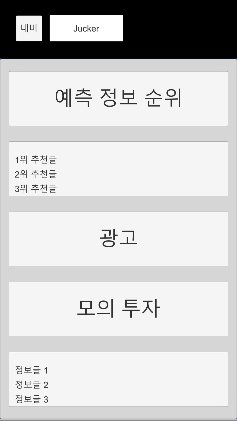 내비
Jucker
예측 정보 순위
1위 추천글
2위 추천글
3위 추천글
광고
모의 투자
정보글 1
정보글 2
정보글 3